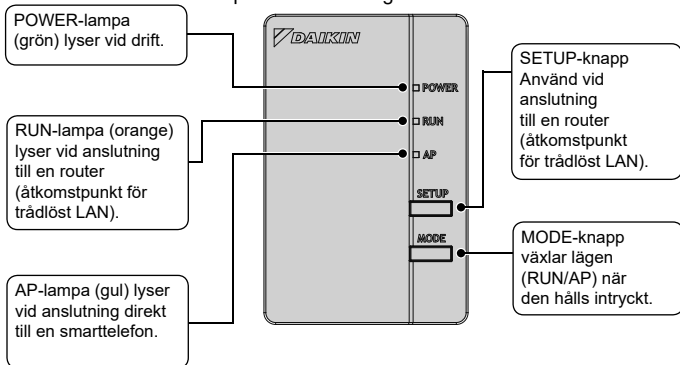 POWER-lampa
(grön) lyser vid drift.
RUN-lampa (orange)
lyser vid anslutning
till en router
(åtkomstpunkt för
trådlöst LAN).
AP-lampa (gul) lyser
vid anslutning direkt
till en smarttelefon.
DAIKIN
POWER
RUN
AP
SETUP
MODE
SETUP-knapp
Använd vid
anslutning
till en router
(åtkomstpunkt
för trådlöst LAN).
MODE-knapp
växlar lägen
(RUN/AP) när
den hålls intryckt.